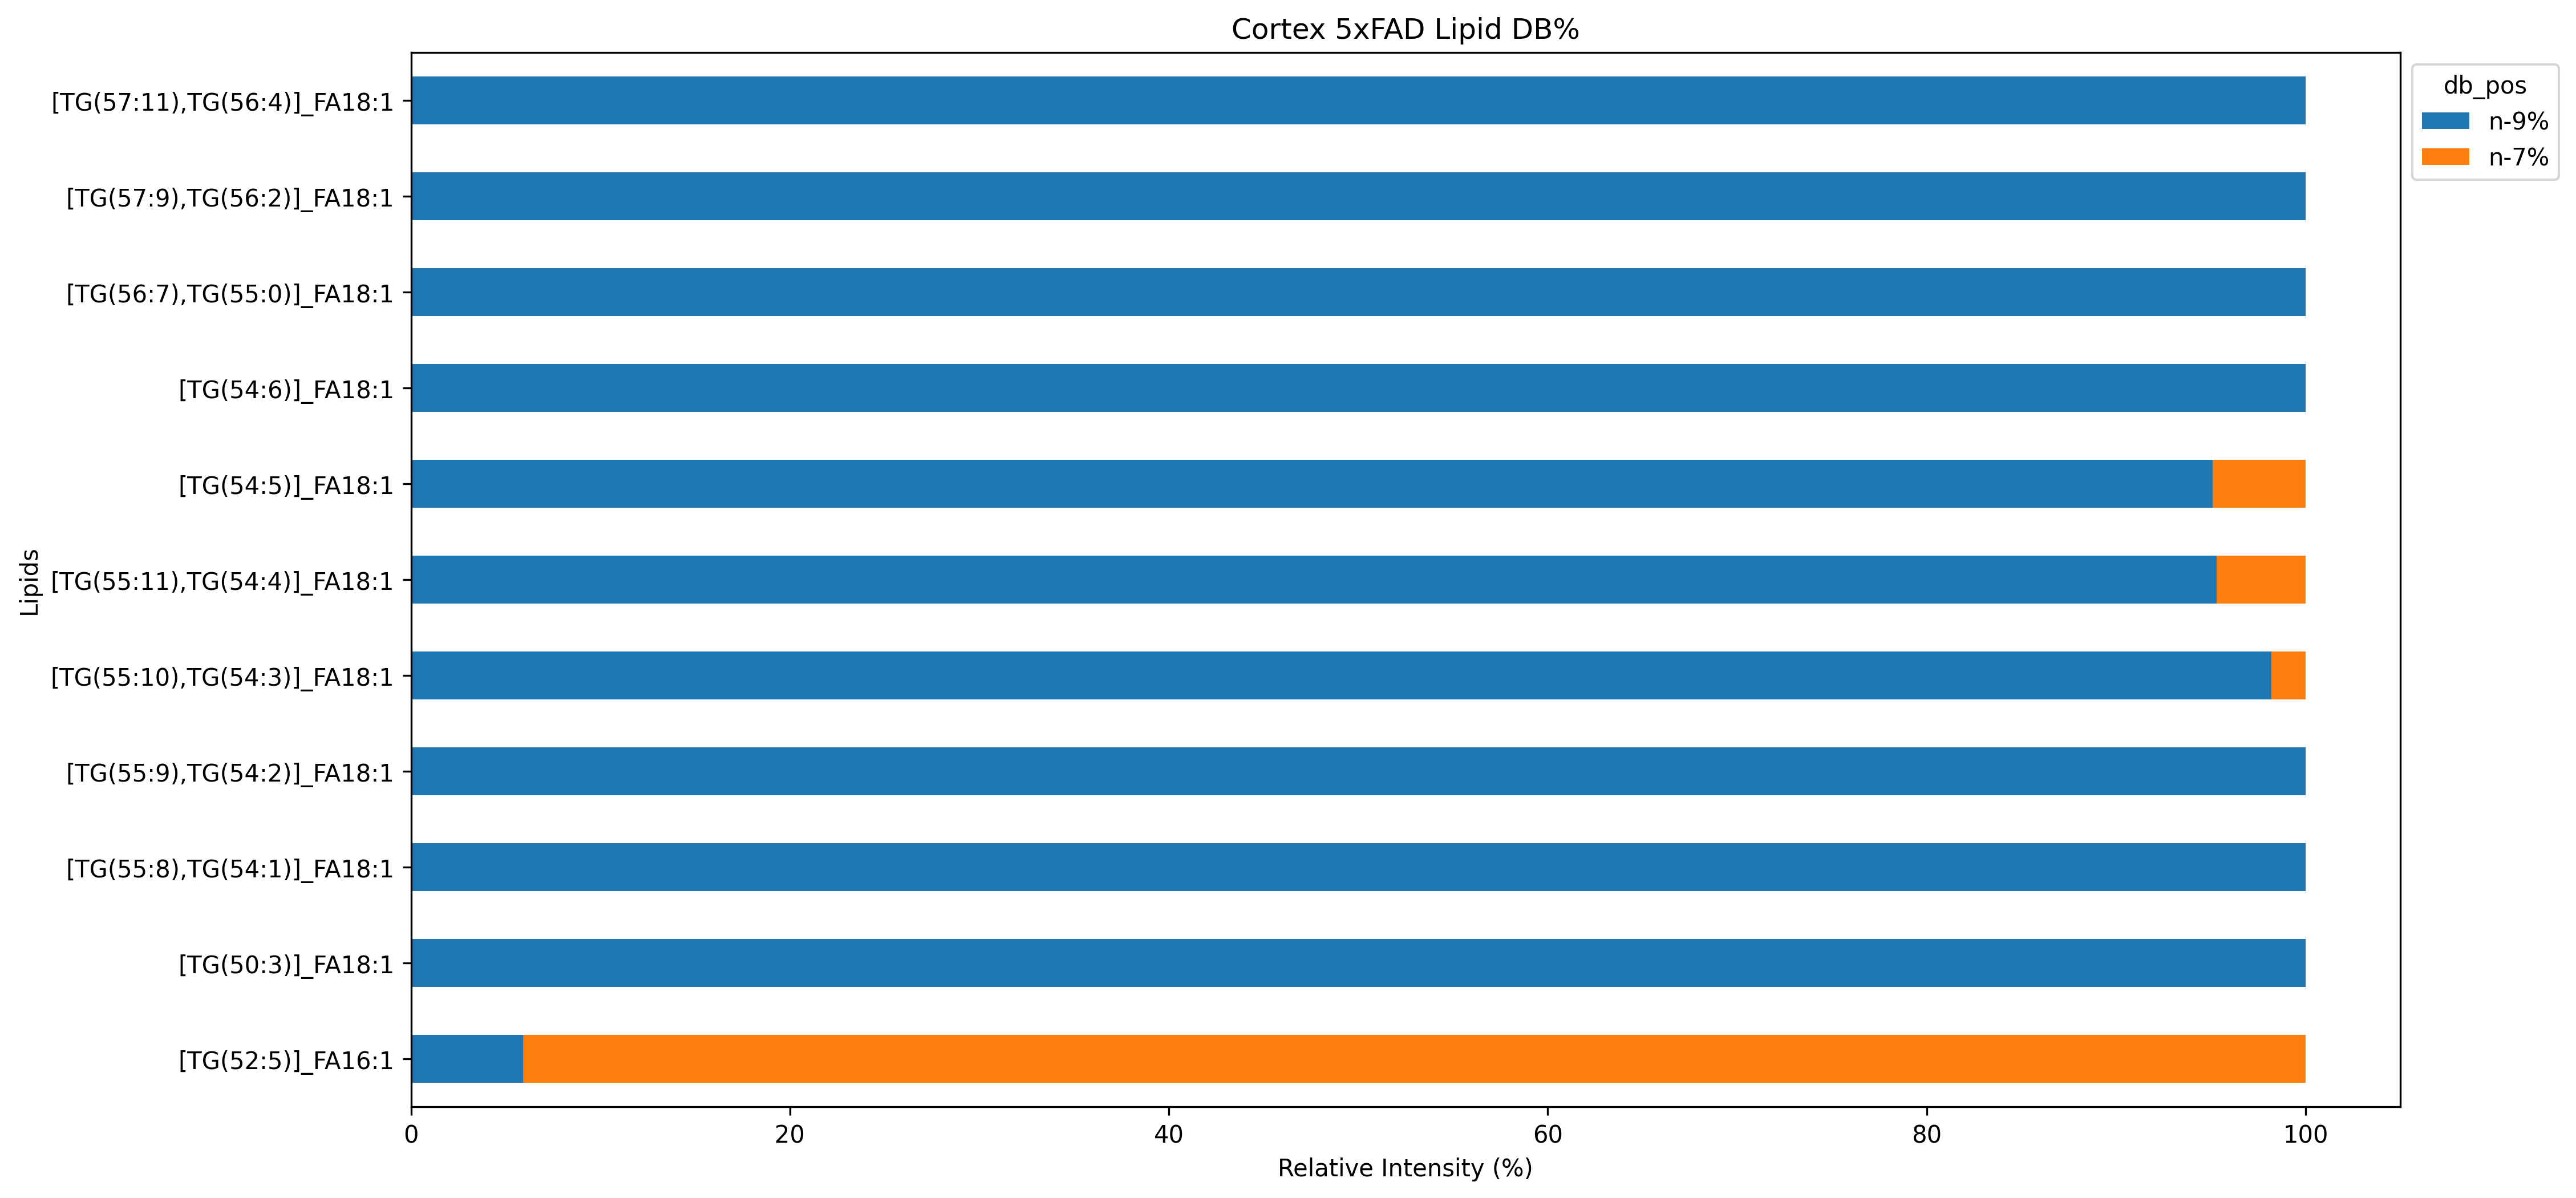 Cortex 5xFAD Lipid DB%
[TG(57:11),TG(56:4)]_FA18:1
[TG(57:9),TG(56:2)]_FA18:1
[TG(56:7),TG(55:0)]_FA18:1
[TG(54:6)]_FA18:1
[TG(54:5)]_FA18:1
[TG(55:11),TG(54:4)]_FA18:1
[TG(55:10),TG(54:3)]_FA18:1
[TG(55:9),TG(54:2)]_FA18:1
[TG(55:8),TG(54:1)]_FA18:1
[TG(50:3)]_FA18:1
[TG(52:5)]_FA16:1
Lipids
0 20 40 60 80 100
Relative Intensity (%)
db_pos
n-9%
n-7%